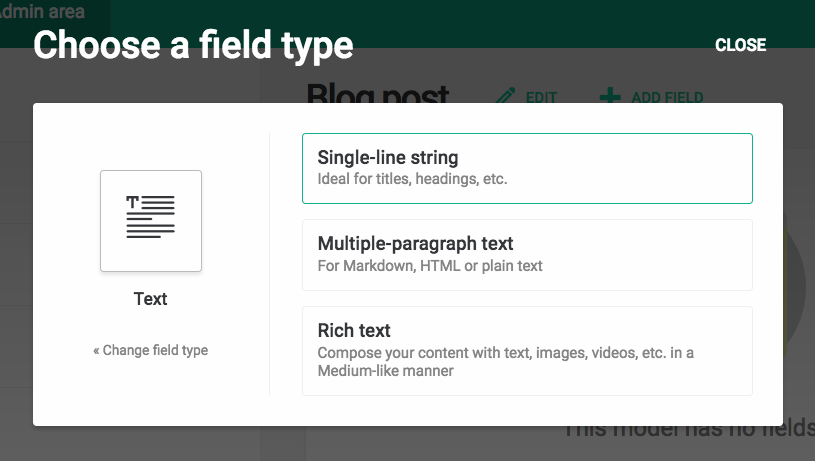 Admin area
Choose a field type
CLOSE
Blog post
EDIT
ADD FIELD
Text
« Change field type
Single-line string
Ideal for titles, headings, etc.
Multiple-paragraph text
For Markdown, HTML or plain text
Rich text
Compose your content with text, images, videos, etc. in a
Medium-like manner
This model has no fields